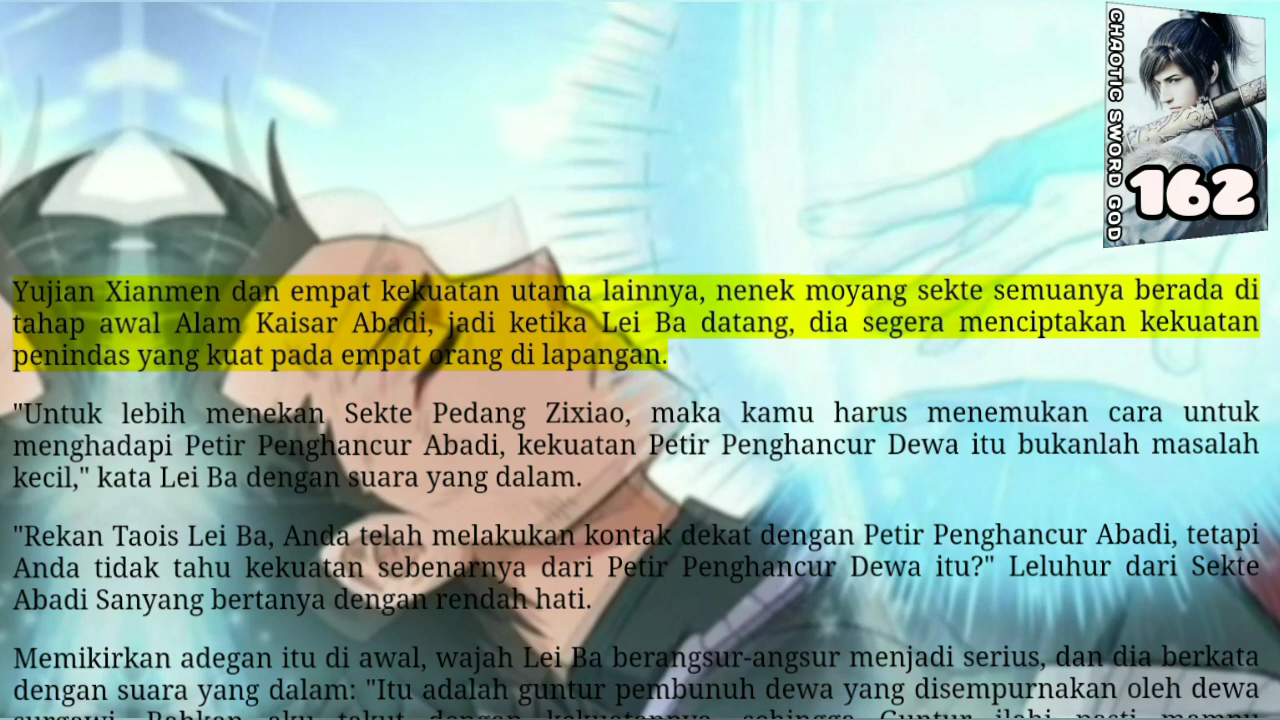 CHAOTIC SWORD GOD
162
Yujian Xianmen dan empat kekuatan utama lainnya, nenek moyang sekte semuanya berada di
tahap awal Alam Kaisar Abadi, jadi ketika Lei Ba datang, dia segera menciptakan kekuatan
penindas yang kuat pada empat orang di lapangan.
"Untuk lebih menekan Sekte Pedang Zixiao, maka kamu harus menemukan cara untuk
menghadapi Petir Penghancur Abadi, kekuatan Petir Penghancur Dewa itu bukanlah masalah
kecil," kata Lei Ba dengan suara yang dalam.
"Rekan Taois Lei Ba, Anda telah melakukan kontak dekat dengan Petir Penghancur Abadi, tetapi
Anda tidak tahu kekuatan sebenarnya dari Petir Penghancur Dewa itu?" Leluhur dari Sekte
Abadi Sanyang bertanya dengan rendah hati.
Memikirkan adegan itu di awal, wajah Lei Ba berangsur-angsur menjadi serius, dan dia berkata
dengan suara yang dalam: "Itu adalah guntur pembunuh dewa yang disempurnakan oleh dewa